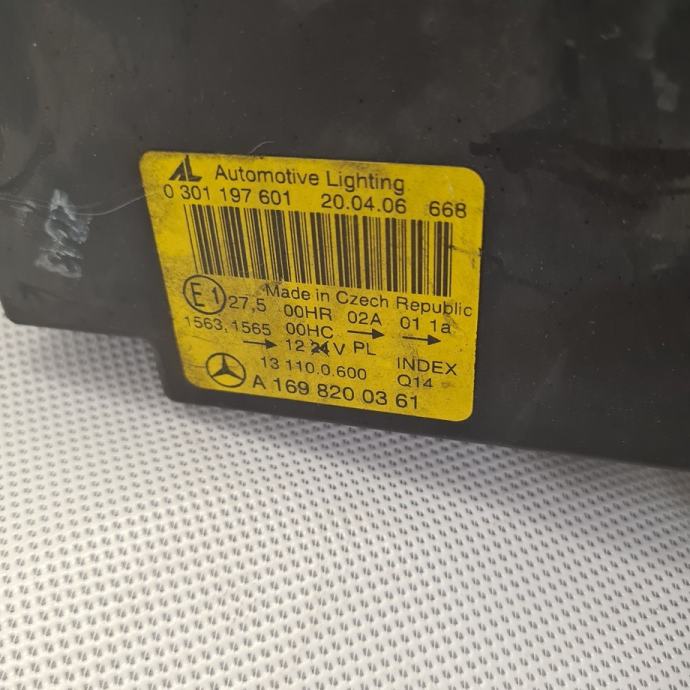 AL Automotive Lighting
0 301 197 601 20.04.06 668
Made in Czech Republic
E1 27,5 00HR 02A 01 1a
1563, 1565 00HC → →
→ 12 24 V PL INDEX
13 110.0.600 Q14
A 169 820 03 61